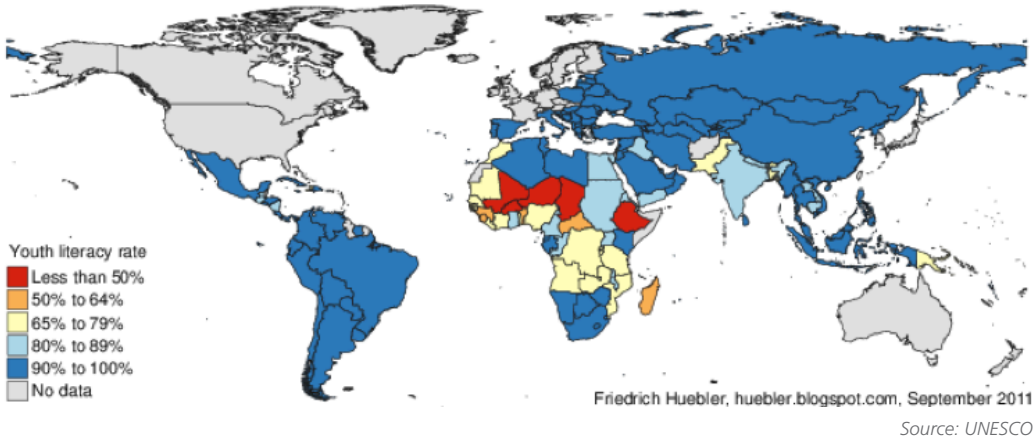 Youth literacy rate
Less than 50%
50% to 64%
65% to 79%
80% to 89%
90% to 100%
No data
Friedrich Huebler, huebler.blogspot.com, September 2011
Source: UNESCO